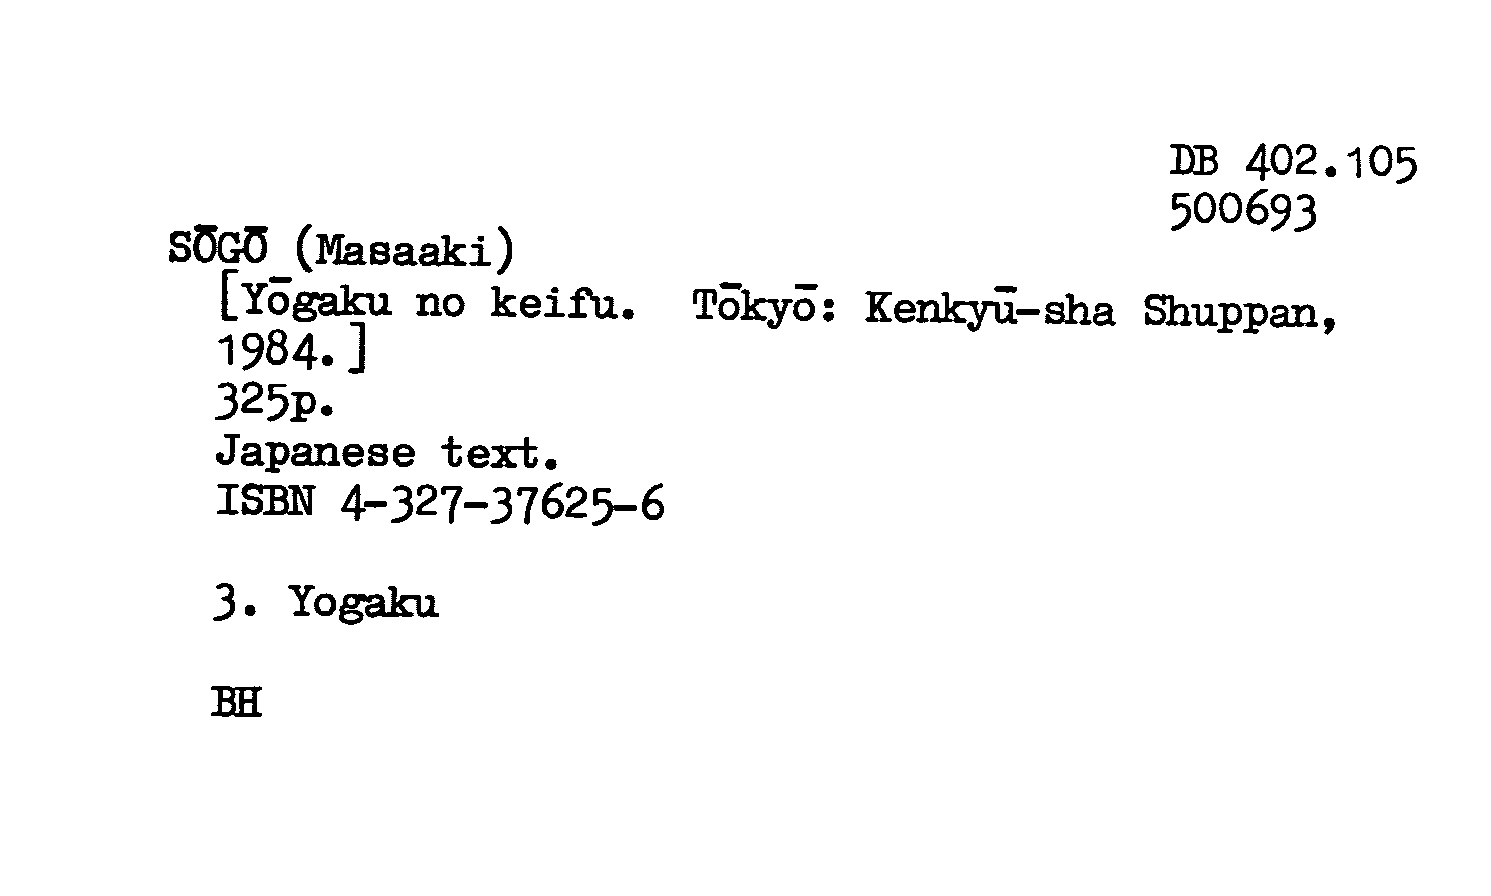 DB 402.105
500693
SŌGŌ (Masaaki)
[Yōgaku no keifu. Tōkyō: Kenkyū-sha Shuppan,
1984.]
325p.
Japanese text.
ISBN 4-327-37625-6
3. Yogaku
BH